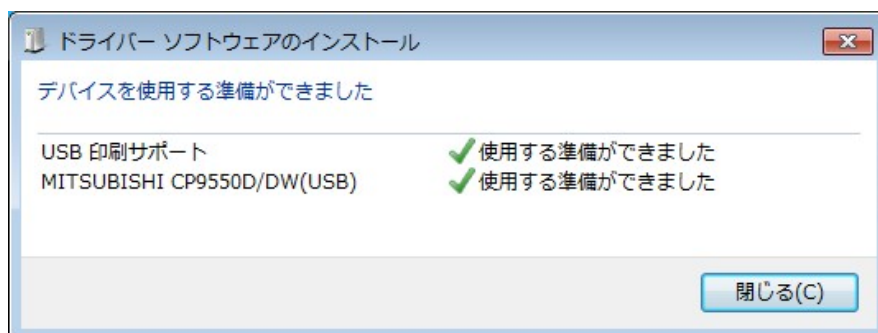 ドライバー ソフトウェアのインストール
デバイスを使用する準備ができました
USB 印刷サポート 使用する準備ができました
MITSUBISHI CP9550D/DW(USB) 使用する準備ができました
閉じる(C)